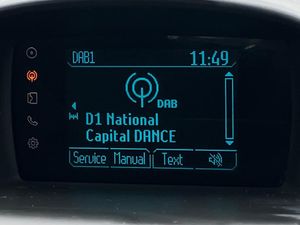 DAB1 11:49
DAB
D1 National
Capital DANCE
Service Manual Text